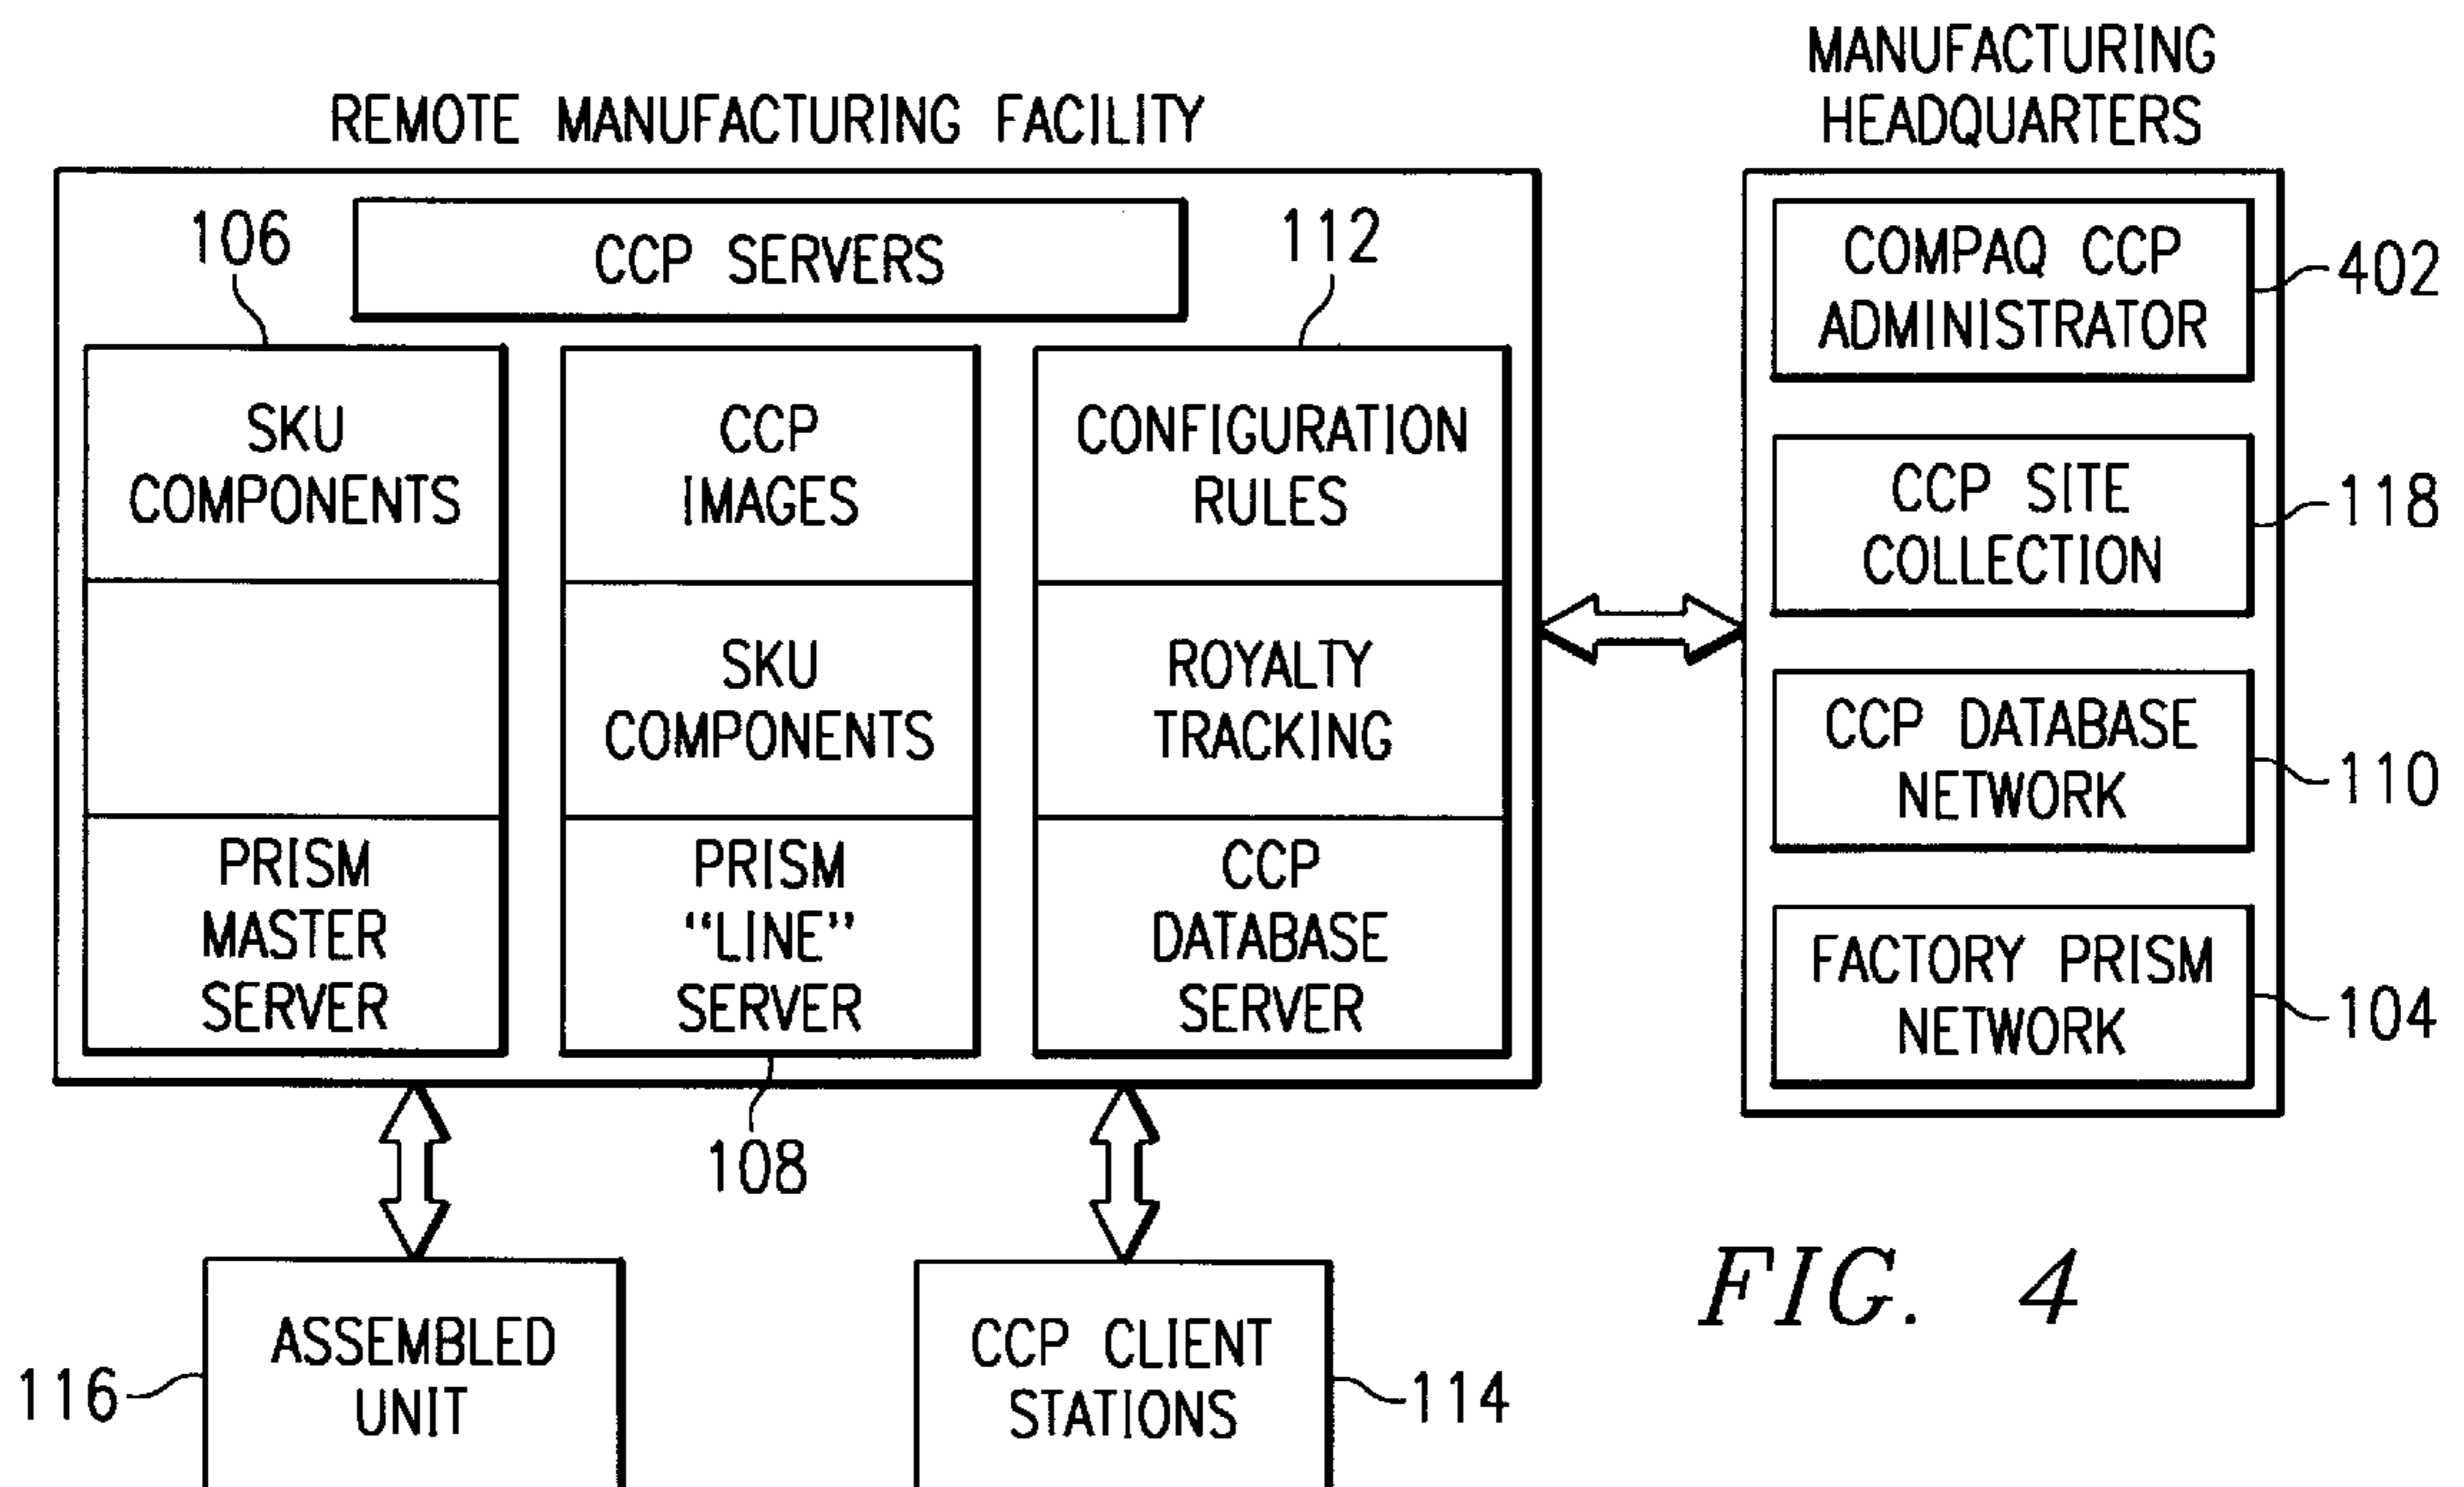 REMOTE MANUFACTURING FACILITY
CCP SERVERS
106
112
SKU
COMPONENTS
PRISM
MASTER
SERVER
CCP
IMAGES
SKU
COMPONENTS
PRISM
“LINE”
SERVER
108
CONFIGURATION
RULES
ROYALTY
TRACKING
CCP
DATABASE
SERVER
MANUFACTURING
HEADQUARTERS
COMPAQ CCP
ADMINISTRATOR
402
CCP SITE
COLLECTION
118
CCP DATABASE
NETWORK
110
FACTORY PRISM
NETWORK
104
ASSEMBLED
UNIT
116
CCP CLIENT
STATIONS
114
FIG. 4